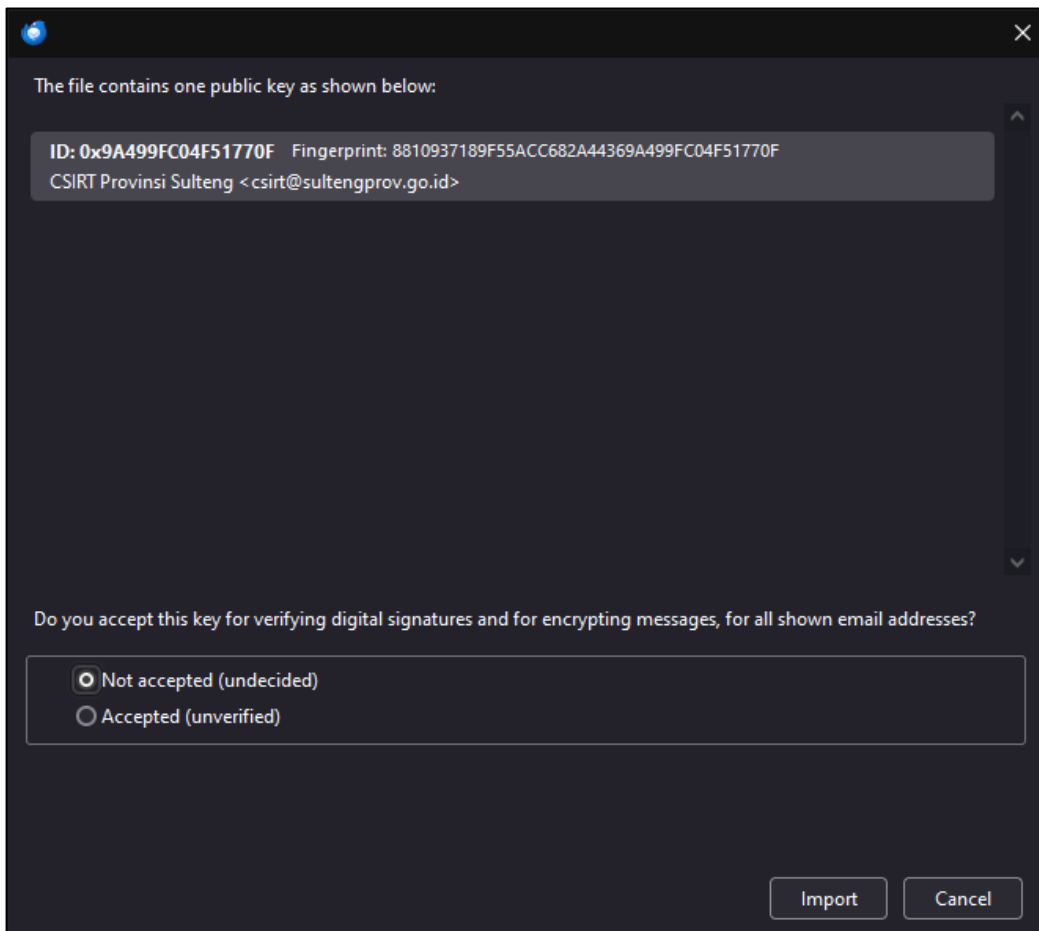 The file contains one public key as shown below:
ID: 0x9A499FC04F51770F Fingerprint: 8810937189F55ACC682A44369A499FC04F51770F
CSIRT Provinsi Sulteng <csirt@sultengprov.go.id>
Do you accept this key for verifying digital signatures and for encrypting messages, for all shown email addresses?
Not accepted (undecided)
Accepted (unverified)
Import Cancel